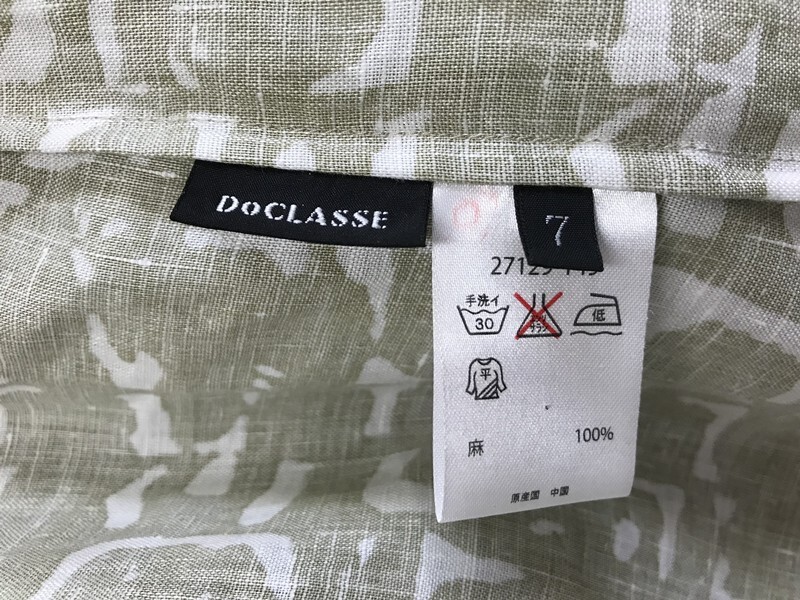 DoCLASSE
7
手洗イ
30
低
平
麻 100%
原産国 中国